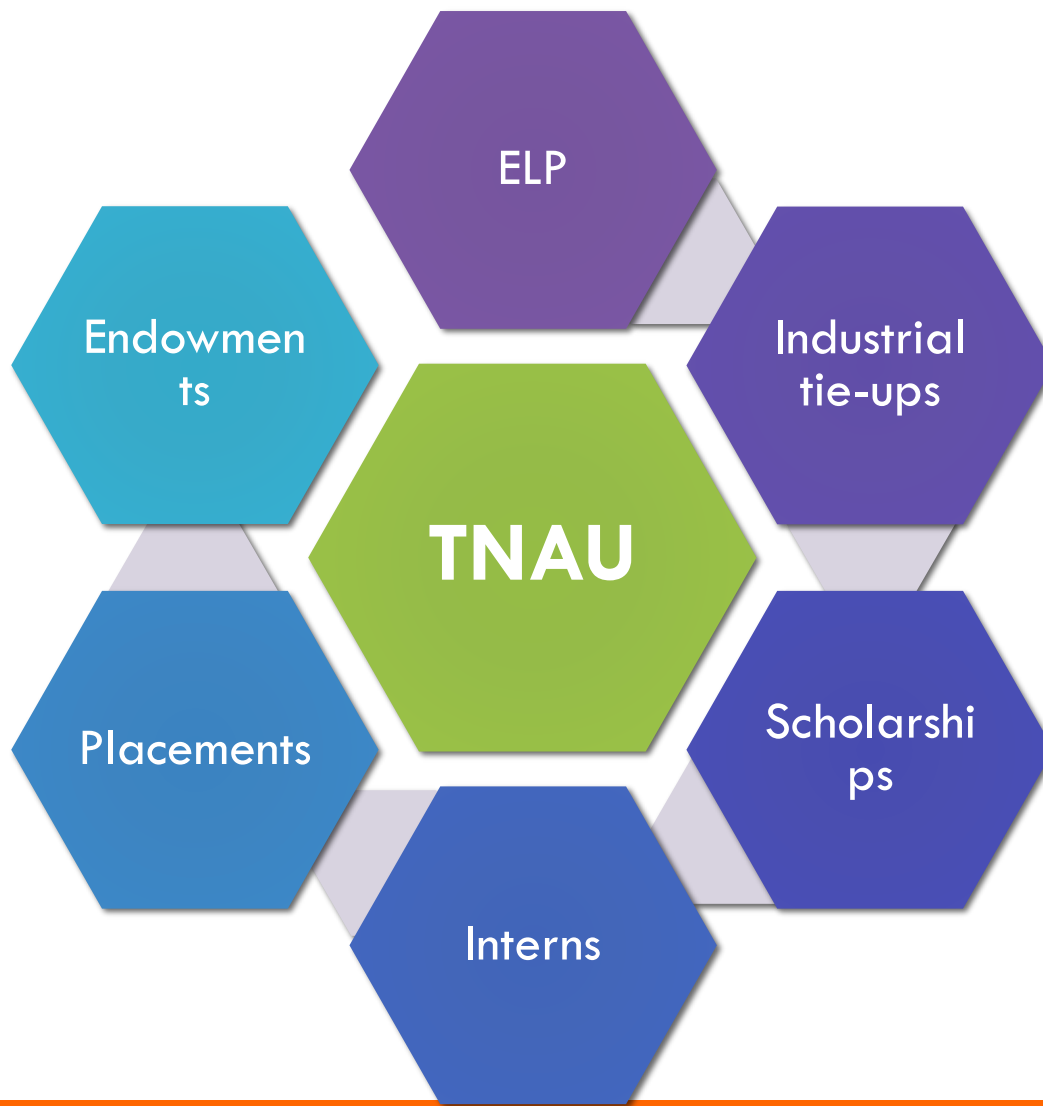 ELP
Endowmen
ts
Industrial
tie-ups
TNAU
Placements
Scholarshi
ps
Interns